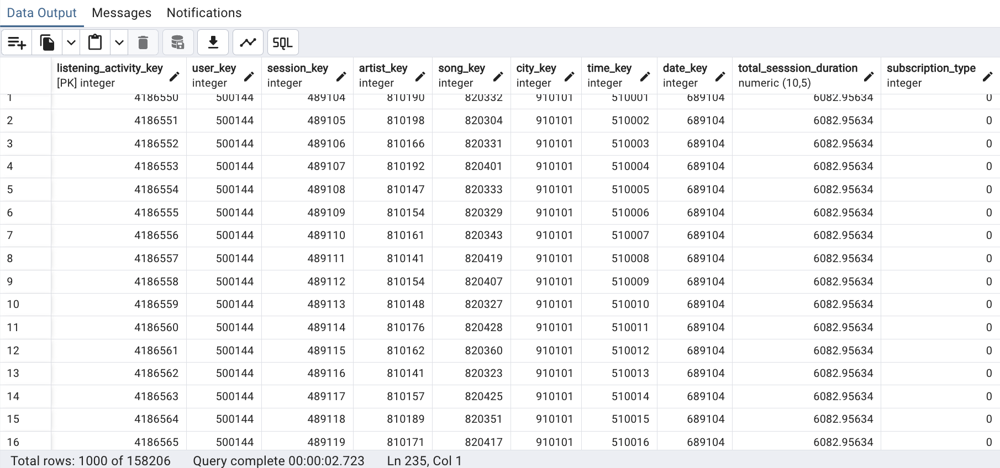 Data Output Messages Notifications
SQL
listening_activity_key user_key session_key artist_key song_key city_key time_key date_key total_sesssion_duration subscription_type
[PK] integer integer integer integer integer integer integer integer numeric (10,5) integer
1 4186550 500144 489104 810190 820332 910101 510001 689104 6082.95634 0
2 4186551 500144 489105 810198 820304 910101 510002 689104 6082.95634 0
3 4186552 500144 489106 810166 820331 910101 510003 689104 6082.95634 0
4 4186553 500144 489107 810192 820401 910101 510004 689104 6082.95634 0
5 4186554 500144 489108 810147 820333 910101 510005 689104 6082.95634 0
6 4186555 500144 489109 810154 820329 910101 510006 689104 6082.95634 0
7 4186556 500144 489110 810161 820343 910101 510007 689104 6082.95634 0
8 4186557 500144 489111 810141 820419 910101 510008 689104 6082.95634 0
9 4186558 500144 489112 810154 820407 910101 510009 689104 6082.95634 0
10 4186559 500144 489113 810148 820327 910101 510010 689104 6082.95634 0
11 4186560 500144 489114 810176 820428 910101 510011 689104 6082.95634 0
12 4186561 500144 489115 810162 820360 910101 510012 689104 6082.95634 0
13 4186562 500144 489116 810141 820323 910101 510013 689104 6082.95634 0
14 4186563 500144 489117 810157 820425 910101 510014 689104 6082.95634 0
15 4186564 500144 489118 810189 820351 910101 510015 689104 6082.95634 0
16 4186565 500144 489119 810171 820417 910101 510016 689104 6082.95634 0
Total rows: 1000 of 158206 Query complete 00:00:02.723 Ln 235, Col 1